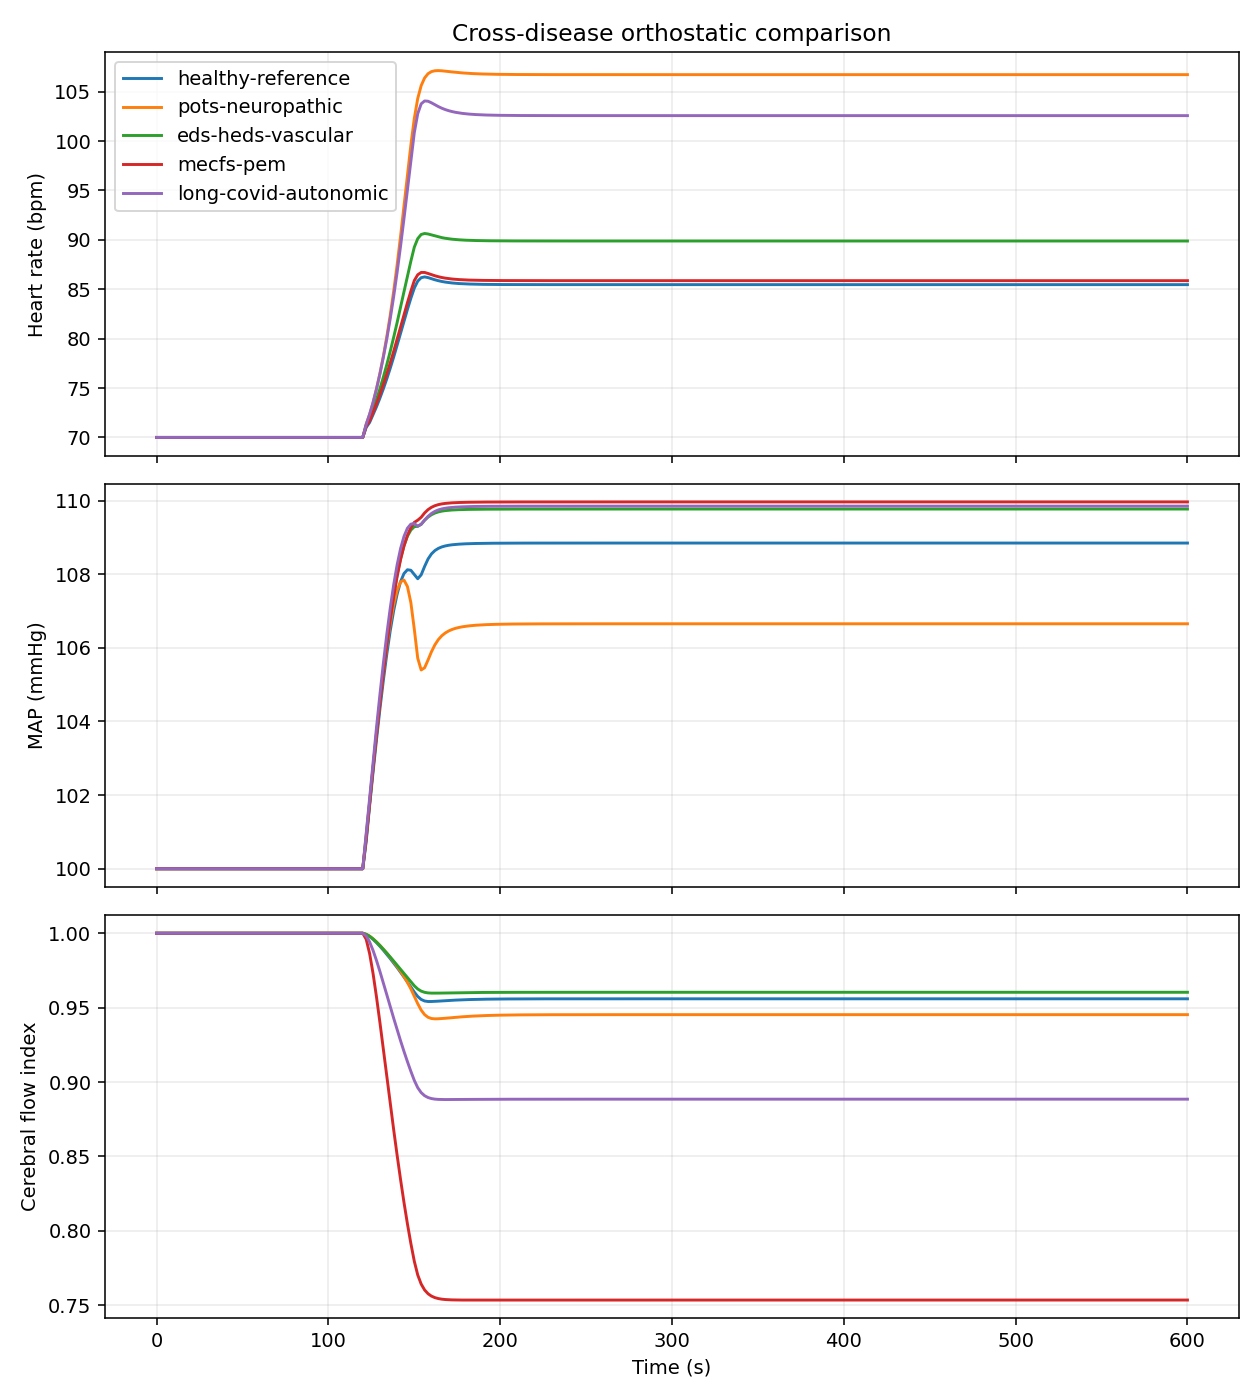 Cross-disease orthostatic comparison
healthy-reference
pots-neuropathic
eds-heds-vascular
mecfs-pem
long-covid-autonomic
Heart rate (bpm)
105
100
95
90
85
80
75
70
MAP (mmHg)
110
108
106
104
102
100
Cerebral flow index
1.00
0.95
0.90
0.85
0.80
0.75
0 100 200 300 400 500 600
Time (s)